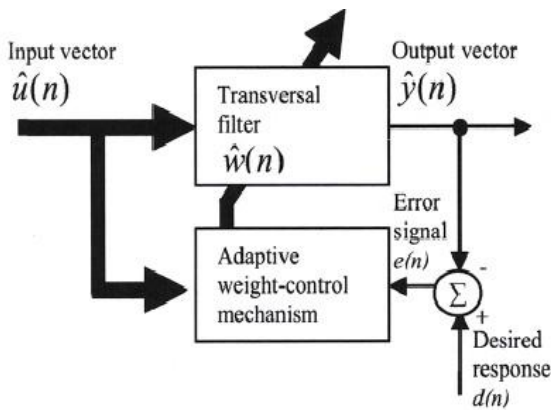 Input vector
û(n)
Output vector
ŷ(n)
Transversal
filter
ŵ(n)
Error
signal
e(n)
Adaptive
weight-control
mechanism
-
Σ
+
Desired
response
d(n)